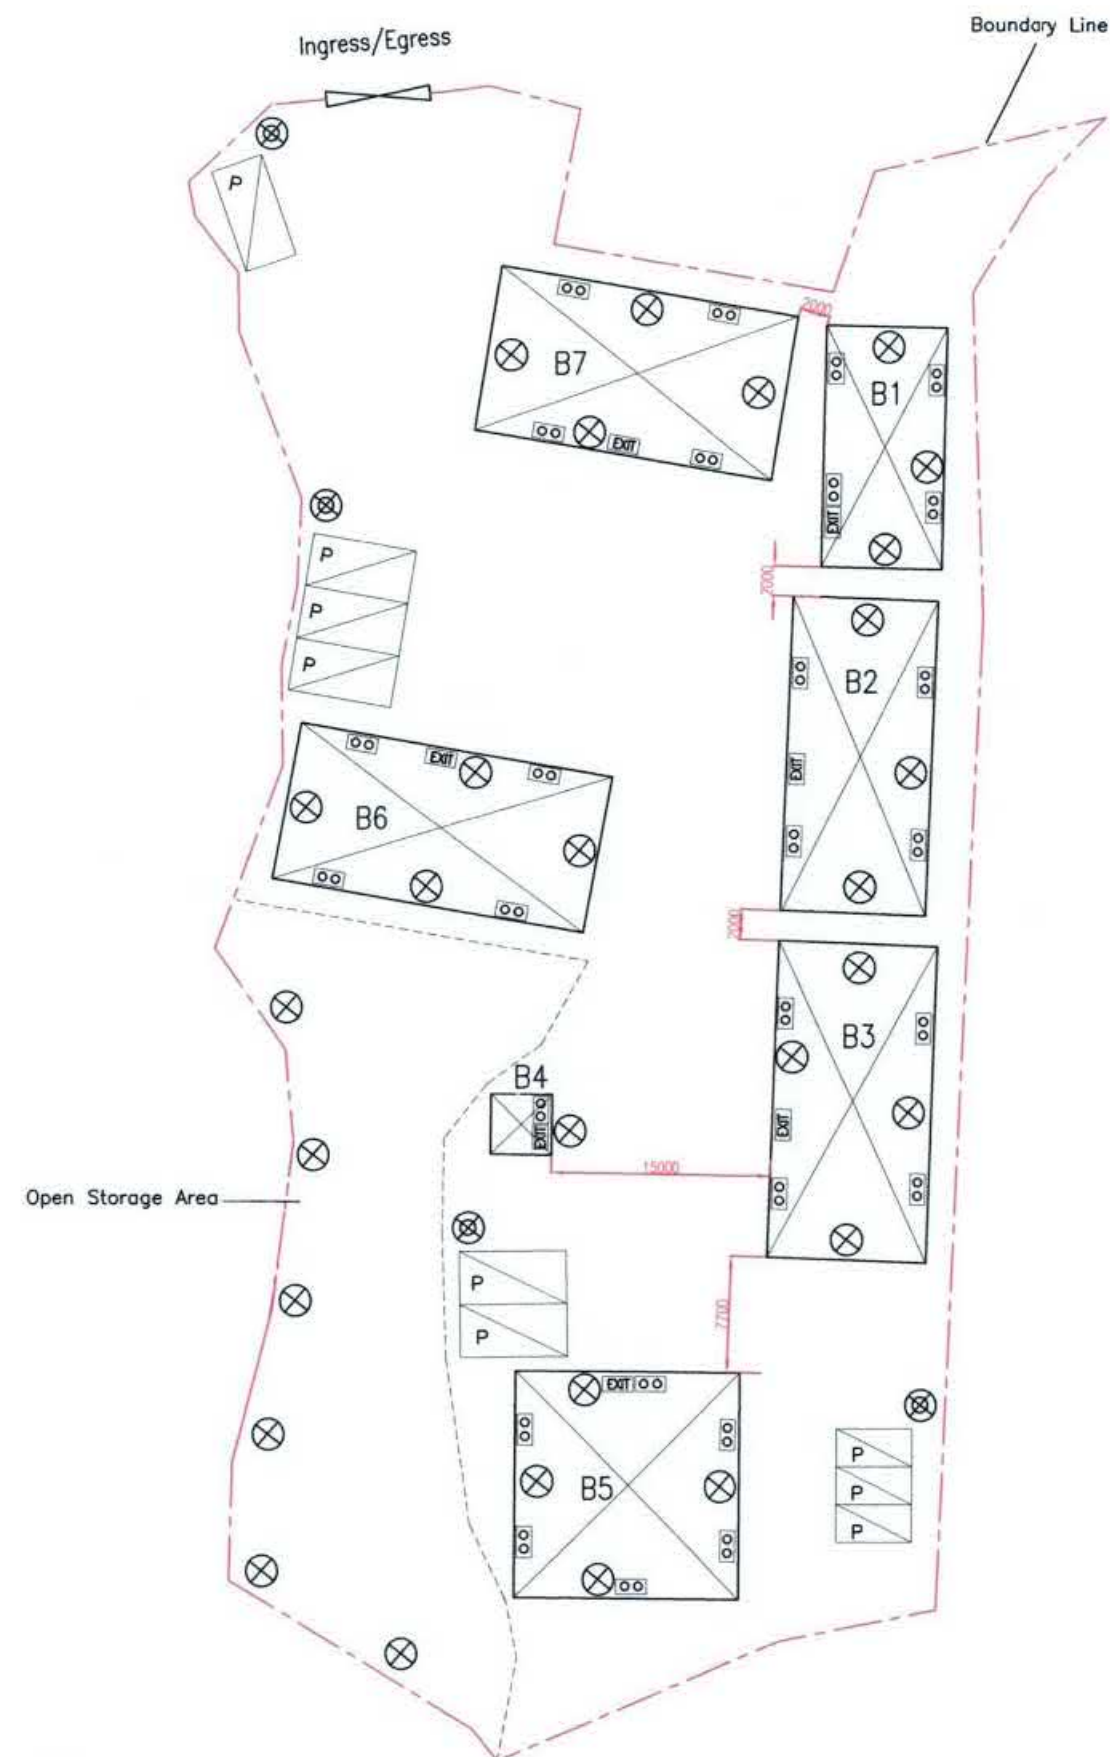 Ingress/Egress
Boundary Line
P
2000
B7
EXIT
B1
EXIT
2000
P
P
P
B2
EXIT
EXIT
B6
2000
B3
EXIT
B4
EXIT
15000
Open Storage Area
P
P
7700
EXIT
B5
P
P
P